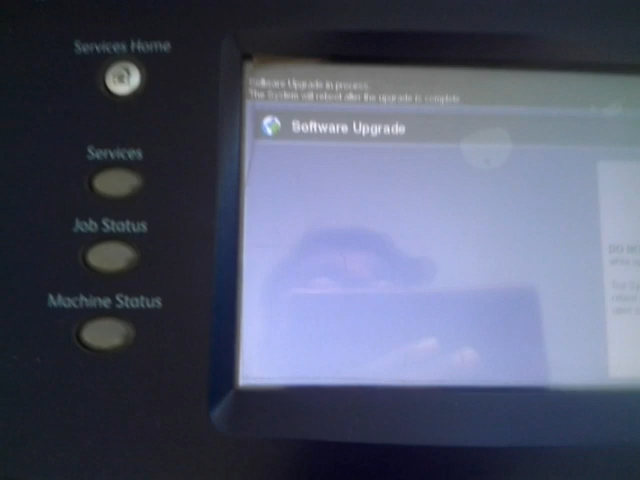 Services Home
Services
Job Status
Machine Status
Software Upgrade in process.
The System will reboot after the upgrade is complete
Software Upgrade